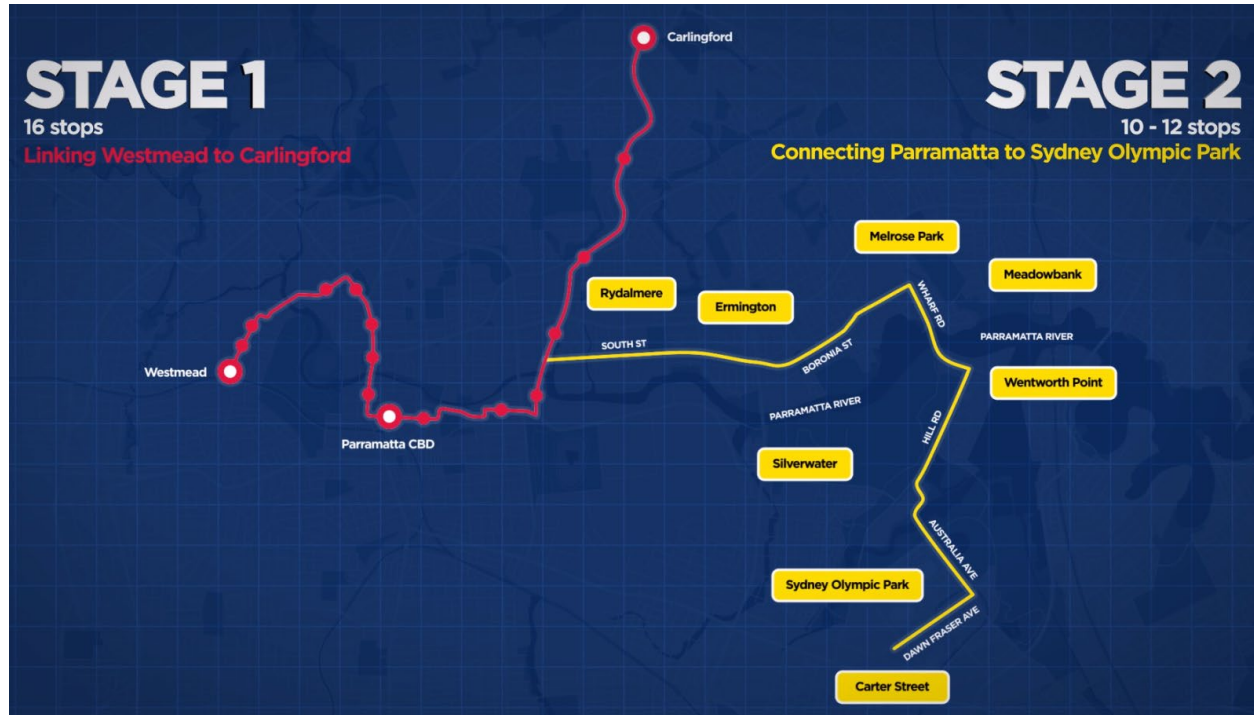 STAGE 1
16 stops
Linking Westmead to Carlingford
Carlingford
STAGE 2
10 - 12 stops
Connecting Parramatta to Sydney Olympic Park
Melrose Park
Meadowbank
Rydalmere
Ermington
WHARF RD
PARRAMATTA RIVER
SOUTH ST
BORONIA ST
Westmead
Wentworth Point
PARRAMATTA RIVER
HILL RD
Parramatta CBD
Silverwater
AUSTRALIA AVE
Sydney Olympic Park
DAWN FRASER AVE
Carter Street